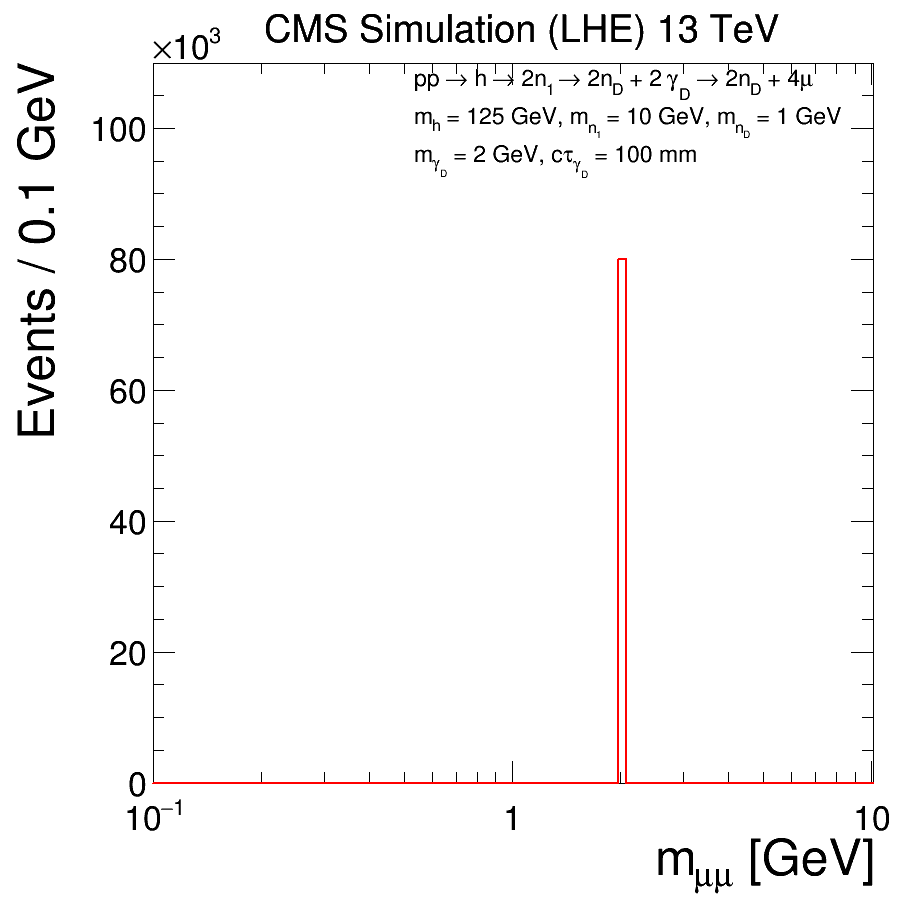 CMS Simulation (LHE) 13 TeV
×10³
pp → h → 2n₁ → 2n_D + 2 γ_D → 2n_D + 4μ
m_h = 125 GeV, m_n₁ = 10 GeV, m_n_D = 1 GeV
m_γ_D = 2 GeV, cτ_γ_D = 100 mm
Events / 0.1 GeV
100
80
60
40
20
0
10⁻¹ 1 10
m_μμ [GeV]